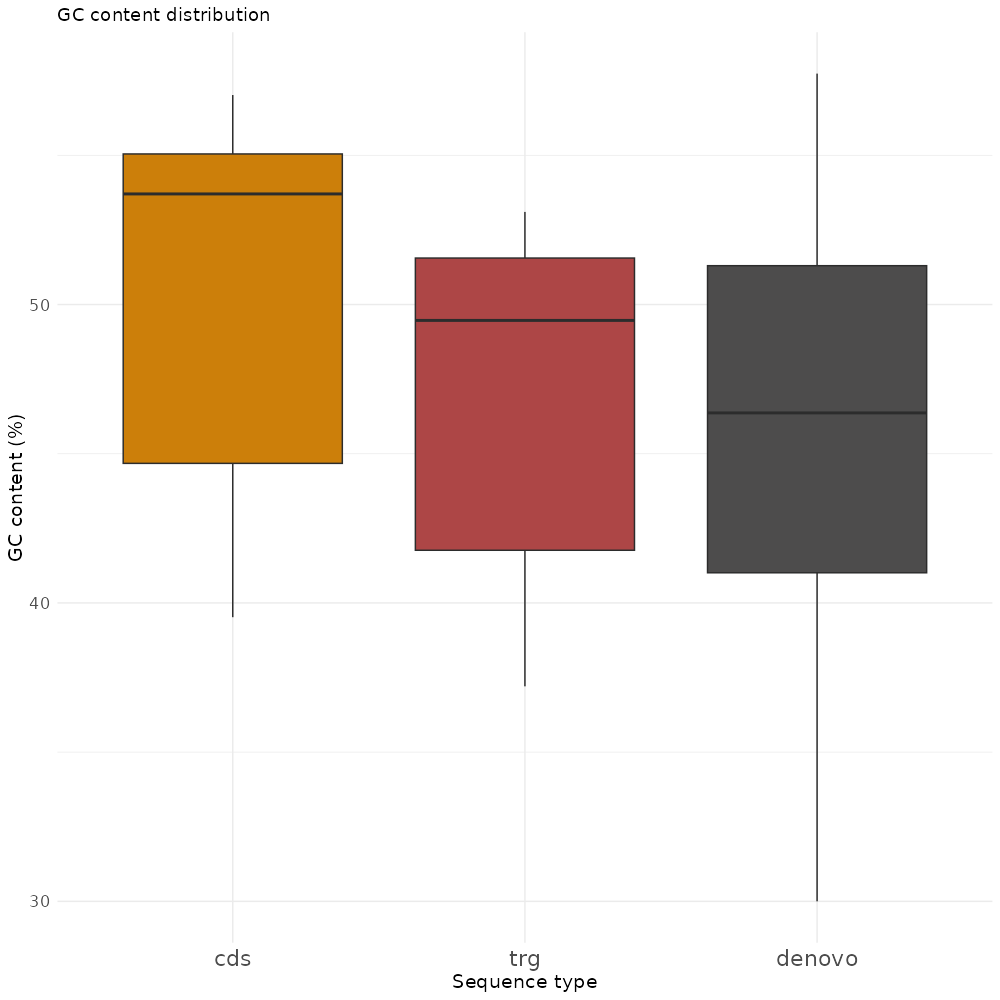 GC content distribution
GC content (%)
50
40
30
cds
trg
denovo
Sequence type